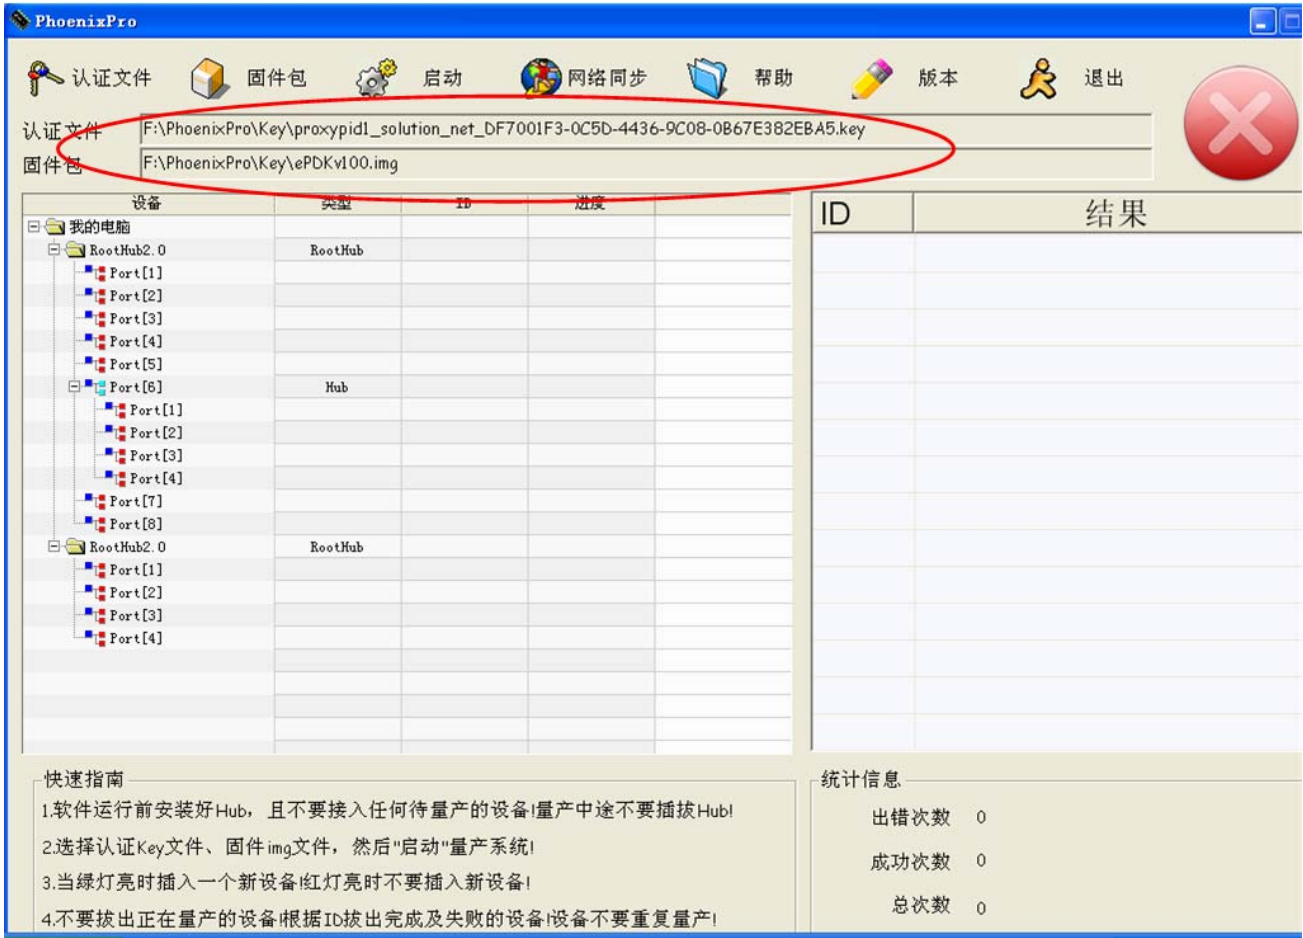 PhoenixPro
认证文件 固件包 启动 网络同步 帮助 版本 退出
认证文件 F:\PhoenixPro\Key\proxypid1_solution_net_DF7001F3-0C5D-4436-9C08-0B67E382EBA5.key
固件包 F:\PhoenixPro\Key\ePDKv100.img
设备 类型 ID 进度
我的电脑
RootHub2.0 RootHub
Port[1]
Port[2]
Port[3]
Port[4]
Port[5]
Port[6] Hub
Port[1]
Port[2]
Port[3]
Port[4]
Port[7]
Port[8]
RootHub2.0 RootHub
Port[1]
Port[2]
Port[3]
Port[4]
ID 结果
快速指南
1.软件运行前安装好Hub，且不要接入任何待量产的设备!量产中途不要插拔Hub!
2.选择认证Key文件、固件img文件，然后"启动"量产系统!
3.当绿灯亮时插入一个新设备!红灯亮时不要插入新设备!
4.不要拔出正在量产的设备!根据ID拔出完成及失败的设备!设备不要重复量产!
统计信息
出错次数 0
成功次数 0
总次数 0